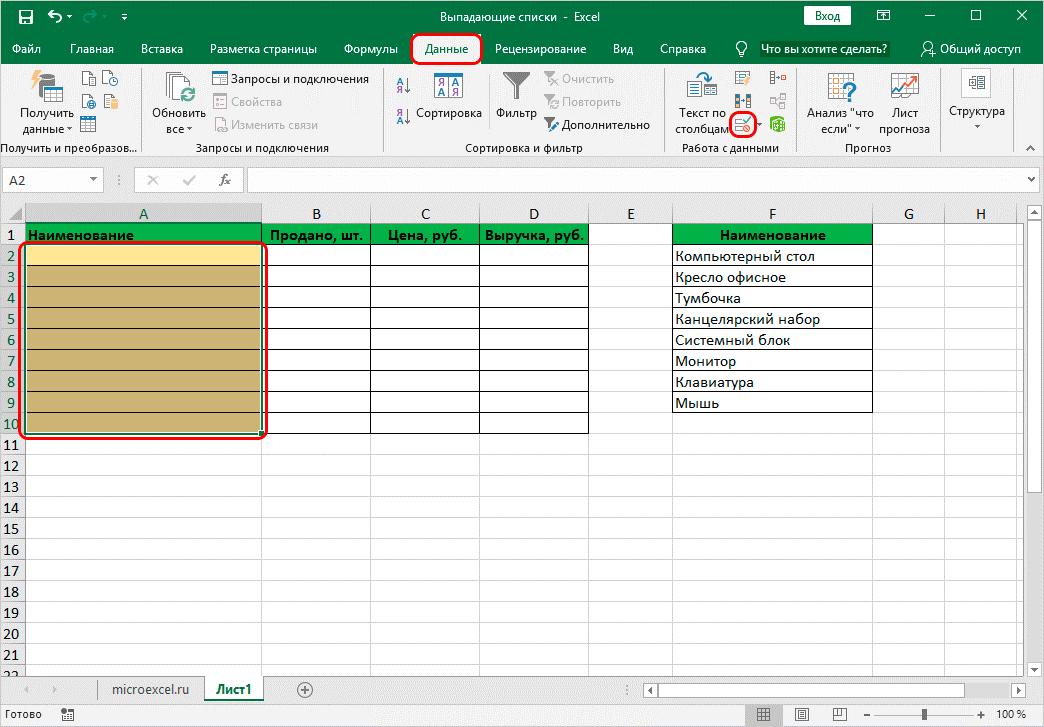 Выпадающие списки - Excel
Вход
Файл Главная Вставка Разметка страницы Формулы Данные Рецензирование Вид Справка Что вы хотите сделать? Общий доступ
Получить данные
Получить и преобразов...
Обновить все
Запросы и подключения
Свойства
Изменить связи
Запросы и подключения
Сортировка
Фильтр
Очистить
Повторить
Дополнительно
Сортировка и фильтр
Текст по столбцам
Работа с данными
Анализ "что если"
Лист прогноза
Прогноз
Структура
A2
fx
A B C D E F G H
1 Наименование Продано, шт. Цена, руб. Выручка, руб. Наименование
2 Компьютерный стол
3 Кресло офисное
4 Тумбочка
5 Канцелярский набор
6 Системный блок
7 Монитор
8 Клавиатура
9 Мышь
10
11
12
13
14
15
16
17
18
19
20
21
22
microexcel.ru Лист1
Готово
100 %